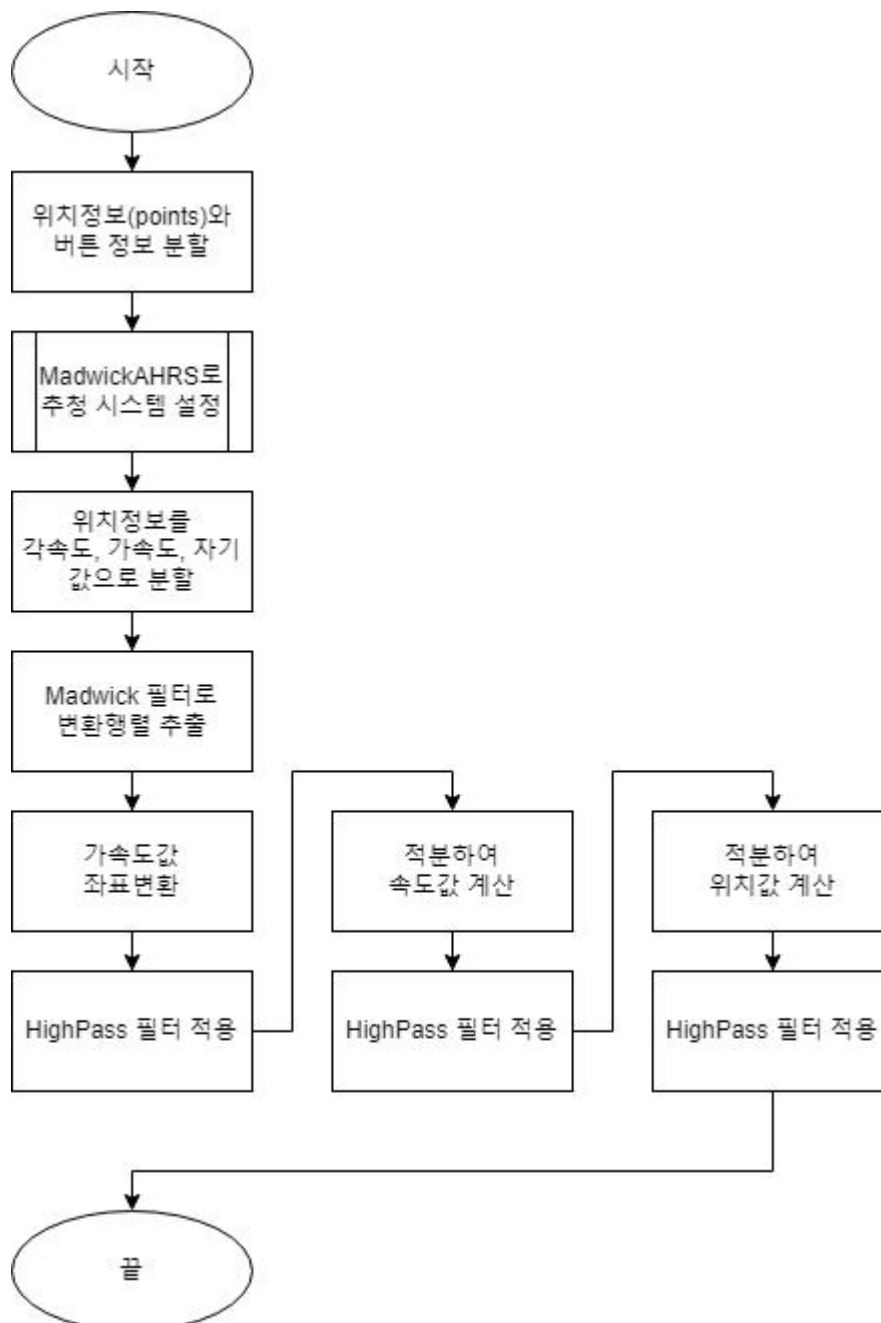 시작
위치정보(points)와
버튼 정보 분할
MadwickAHRS로
추청 시스템 설정
위치정보를
각속도, 가속도, 자기
값으로 분할
Madwick 필터로
변환행렬 추출
가속도값
좌표변환
HighPass 필터 적용
적분하여
속도값 계산
HighPass 필터 적용
적분하여
위치값 계산
HighPass 필터 적용
끝